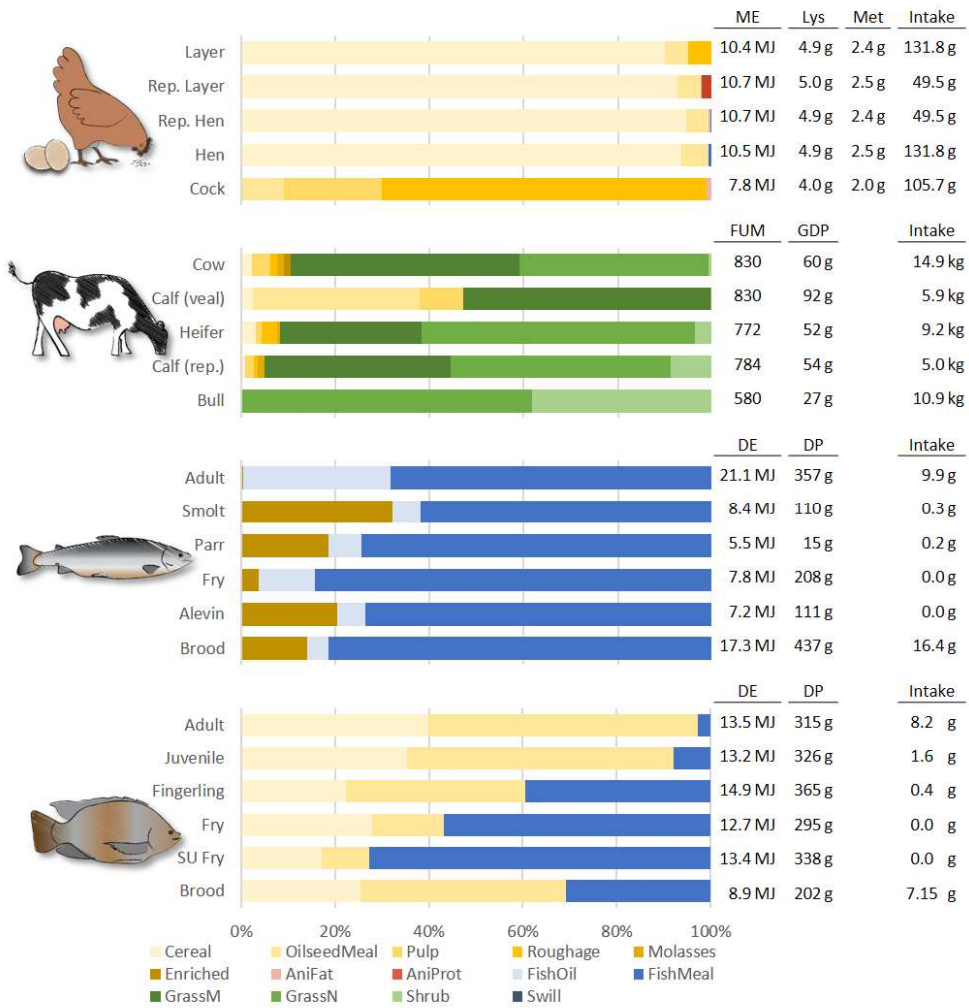 ME Lys Met Intake
Layer 10.4 MJ 4.9 g 2.4 g 131.8 g
Rep. Layer 10.7 MJ 5.0 g 2.5 g 49.5 g
Rep. Hen 10.7 MJ 4.9 g 2.4 g 49.5 g
Hen 10.5 MJ 4.9 g 2.5 g 131.8 g
Cock 7.8 MJ 4.0 g 2.0 g 105.7 g
FUM GDP Intake
Cow 830 60 g 14.9 kg
Calf (veal) 830 92 g 5.9 kg
Heifer 772 52 g 9.2 kg
Calf (rep.) 784 54 g 5.0 kg
Bull 580 27 g 10.9 kg
DE DP Intake
Adult 21.1 MJ 357 g 9.9 g
Smolt 8.4 MJ 110 g 0.3 g
Parr 5.5 MJ 15 g 0.2 g
Fry 7.8 MJ 208 g 0.0 g
Alevin 7.2 MJ 111 g 0.0 g
Brood 17.3 MJ 437 g 16.4 g
DE DP Intake
Adult 13.5 MJ 315 g 8.2 g
Juvenile 13.2 MJ 326 g 1.6 g
Fingerling 14.9 MJ 365 g 0.4 g
Fry 12.7 MJ 295 g 0.0 g
SU Fry 13.4 MJ 338 g 0.0 g
Brood 8.9 MJ 202 g 7.15 g
0% 20% 40% 60% 80% 100%
Cereal OilseedMeal Pulp Roughage Molasses
Enriched AniFat AniProt FishOil FishMeal
GrassM GrassN Shrub Swill